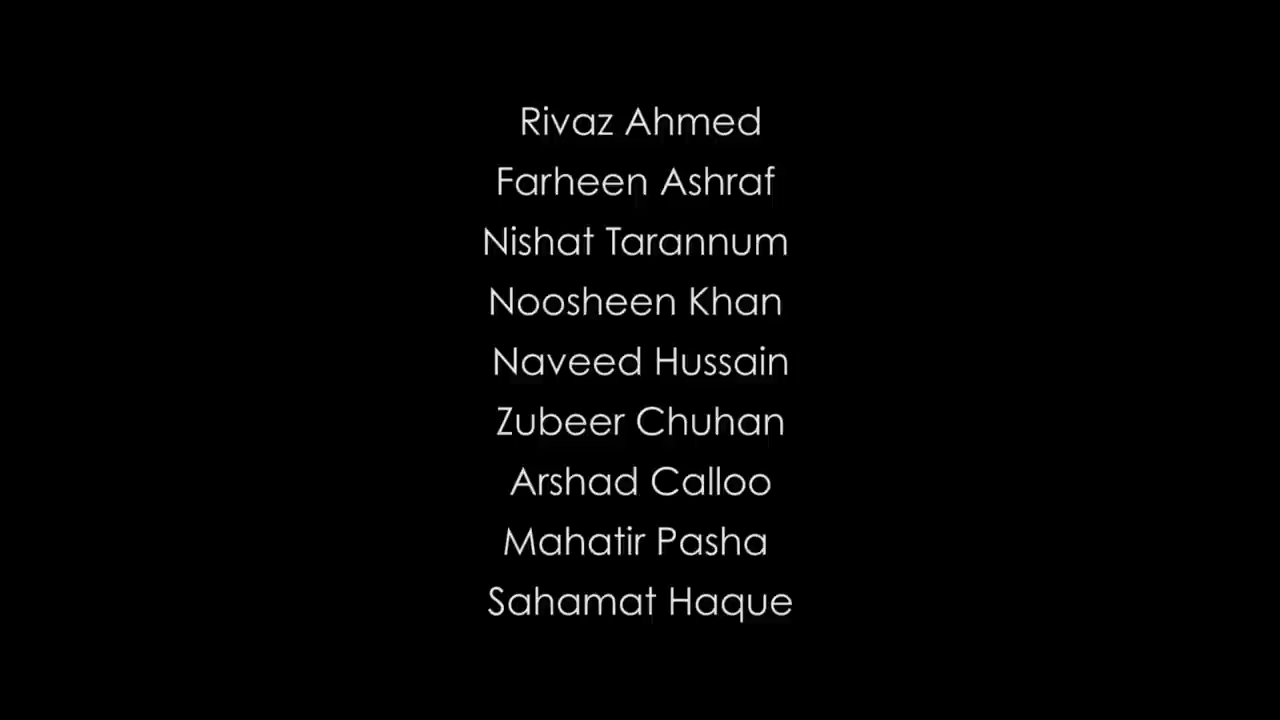 Rivaz Ahmed
Farheen Ashraf
Nishat Tarannum
Noosheen Khan
Naveed Hussain
Zubeer Chuhan
Arshad Calloo
Mahatir Pasha
Sahamat Haque